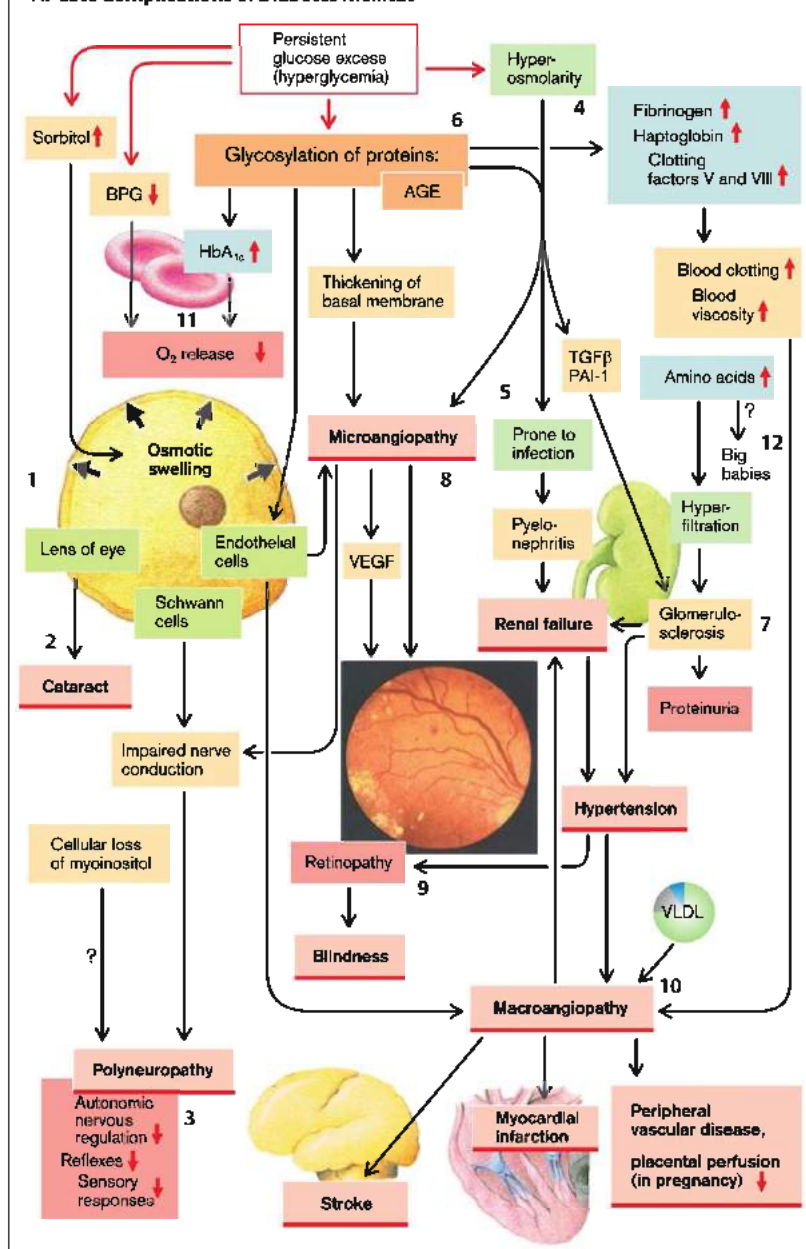 Persistent
glucose excese
(hyperglycemia)
Hyper-
osmolarity
4
6
Sorbitol
BPG
Glycosylation of proteins:
AGE
HbA1c
11
O2 release
Thickening of
basal membrane
Fibrinogen
Haptoglobin
Clotting
factors V and VIII
Blood clotting
Blood
viscosity
TGFβ
PAI-1
Amino acids
?
12
Big
babies
5
1
Osmotic
swelling
Microangiopathy
8
Prone to
infection
Hyper-
filtration
Lens of eye
Endothelial
cells
Schwann
cells
VEGF
Pyelo-
nephritis
2
Cataract
Renal failure
Glomerulo-
sclerosis
7
Proteinuria
Impaired nerve
conduction
Hypertension
Cellular loss
of myoinositol
?
Retinopathy
9
Blindness
VLDL
10
Macroangiopathy
Polyneuropathy
Autonomic
nervous
regulation
Reflexes
Sensory
responses
3
Stroke
Myocardial
infarction
Peripheral
vascular disease,
placental perfusion
(in pregnancy)